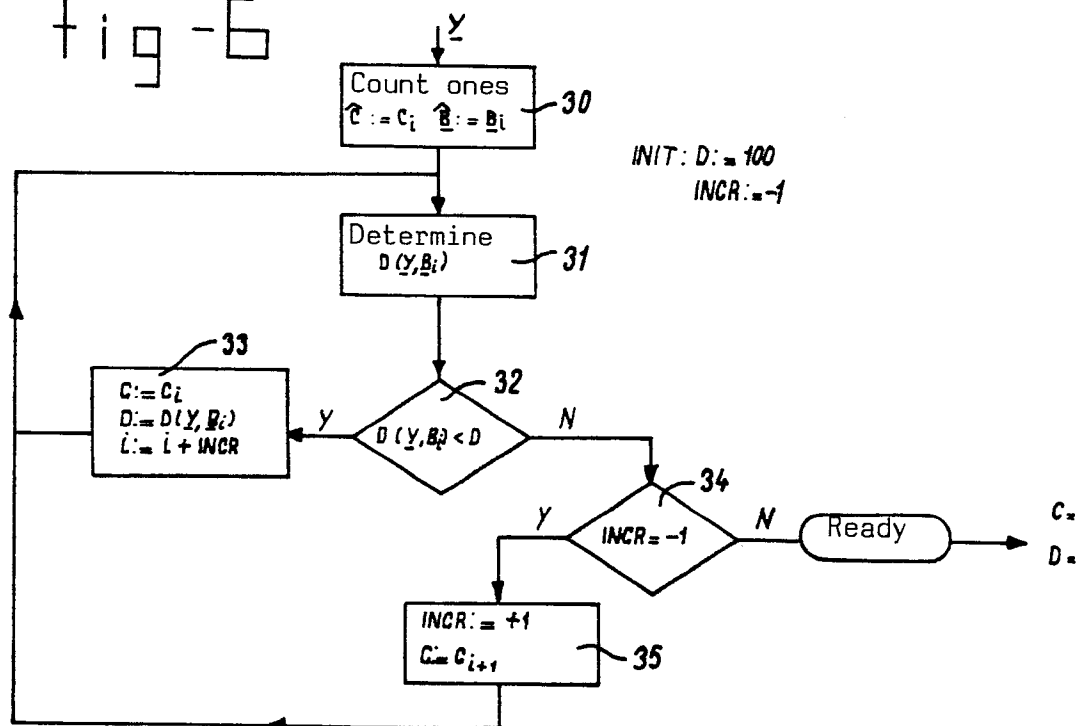 fig-6
Y
Count ones
Ĉ := Cᵢ B̂ := Bᵢ
30
INIT: D:= 100
INCR:=-1
Determine
D(Y,Bᵢ)
31
33
C:= Cᵢ
D:= D(Y,Bᵢ)
i:= i + INCR
32
Y
D(Y,Bᵢ) < D
N
34
Y
INCR = -1
N
Ready
C=
D=
INCR:= +1
C:= Cᵢ₊₁
35